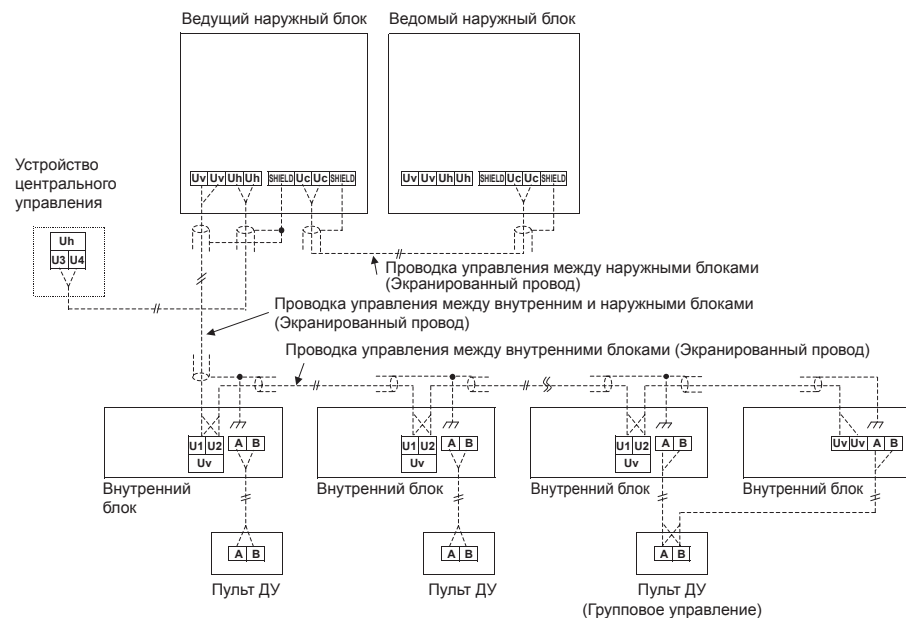 Ведущий наружный блок
Ведомый наружный блок
Uv Uv Uh Uh SHIELD Uc Uc SHIELD
Uv Uv Uh Uh SHIELD Uc Uc SHIELD
Устройство
центрального
управления
Uh
U3 U4
Проводка управления между наружными блоками
(Экранированный провод)
Проводка управления между внутренним и наружными блоками
(Экранированный провод)
Проводка управления между внутренними блоками (Экранированный провод)
U1 U2 A B
Uv
U1 U2 A B
Uv
U1 U2 A B
Uv
Uv Uv A B
Внутренний
блок
Внутренний блок
Внутренний блок
Внутренний блок
A B
A B
A B
Пульт ДУ
Пульт ДУ
Пульт ДУ
(Групповое управление)